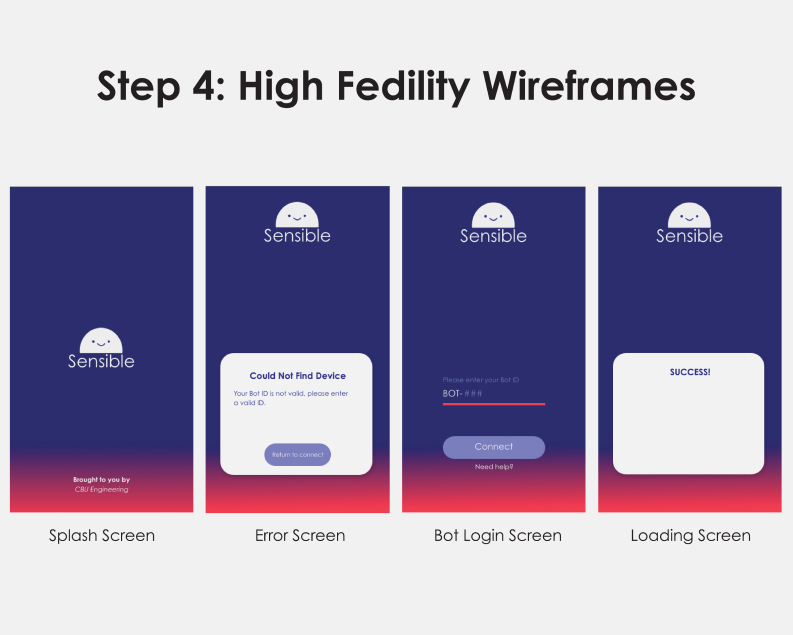 Step 4: High Fedility Wireframes
Sensible
Brought to you by
CBU Engineering
Splash Screen
Sensible
Could Not Find Device
Your Bot ID is not valid, please enter
a valid ID.
Return to connect
Error Screen
Sensible
Please enter your Bot ID
BOT- ###
Connect
Need help?
Bot Login Screen
Sensible
SUCCESS!
Loading Screen